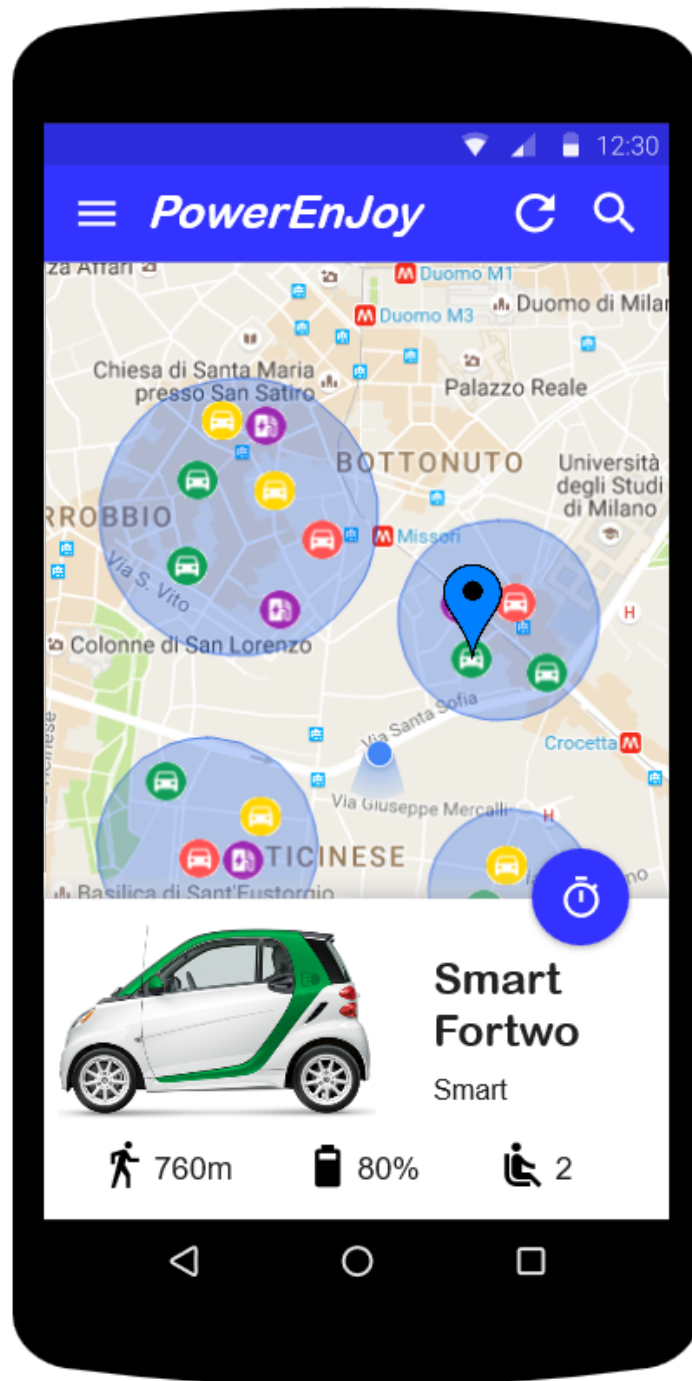 12:30
PowerEnJoy
za Affari
M Duomo M1
Duomo di Milar
M Duomo M3
Chiesa di Santa Maria
presso San Satiro
Palazzo Reale
BOTTONUTO
Università
degli Studi
di Milano
RROBBIO
M Missori
Via S. Vito
H
Colonne di San Lorenzo
Via Santa Sofia
Crocetta M
Ticinese
Via Giuseppe Mercalli
H
TICINESE
Basilica di Sant'Eustorgio
Smart
Fortwo
Smart
760m
80%
2